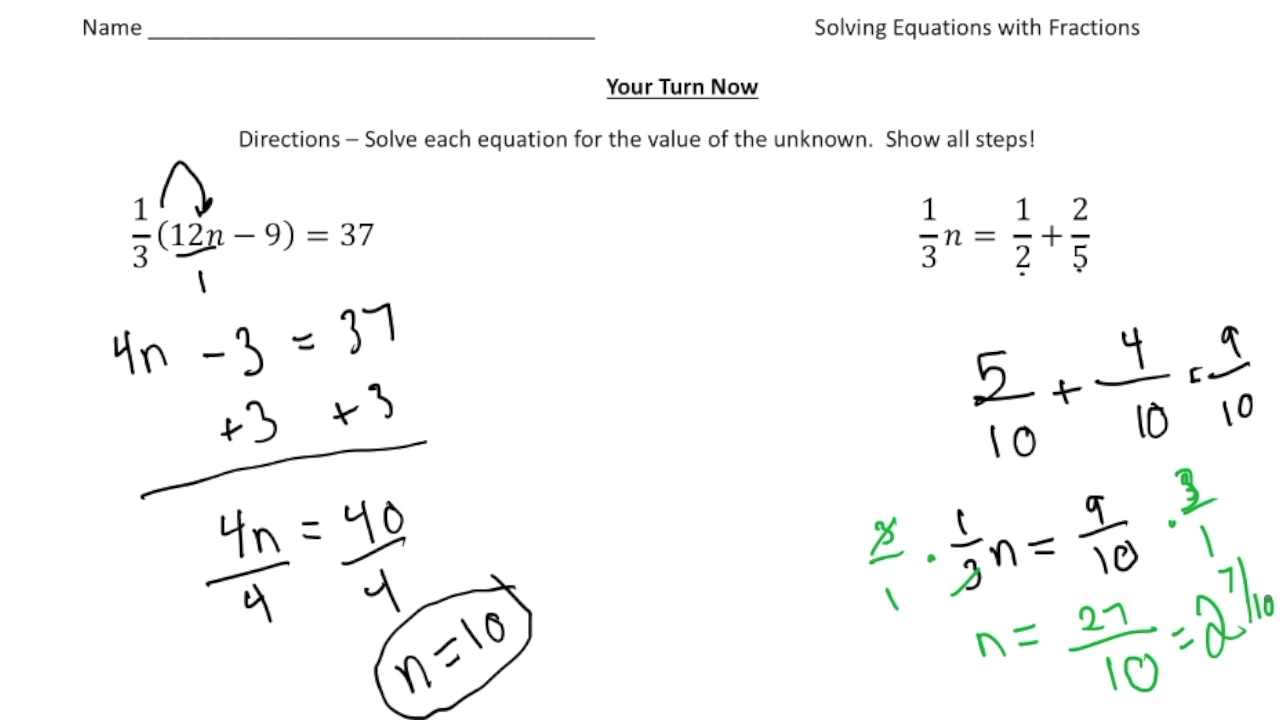 Name ____________________ Solving Equations with Fractions
Your Turn Now
Directions – Solve each equation for the value of the unknown. Show all steps!
1/3(12n − 9) = 37
1
4n - 3 = 37
+3 +3
4n/4 = 40/4
n=10
1/3 n = 1/2 + 2/5
5/10 + 4/10 = 9/10
3/1 · 1/3 n = 9/10 · 3/1
n = 27/10 = 2 7/10